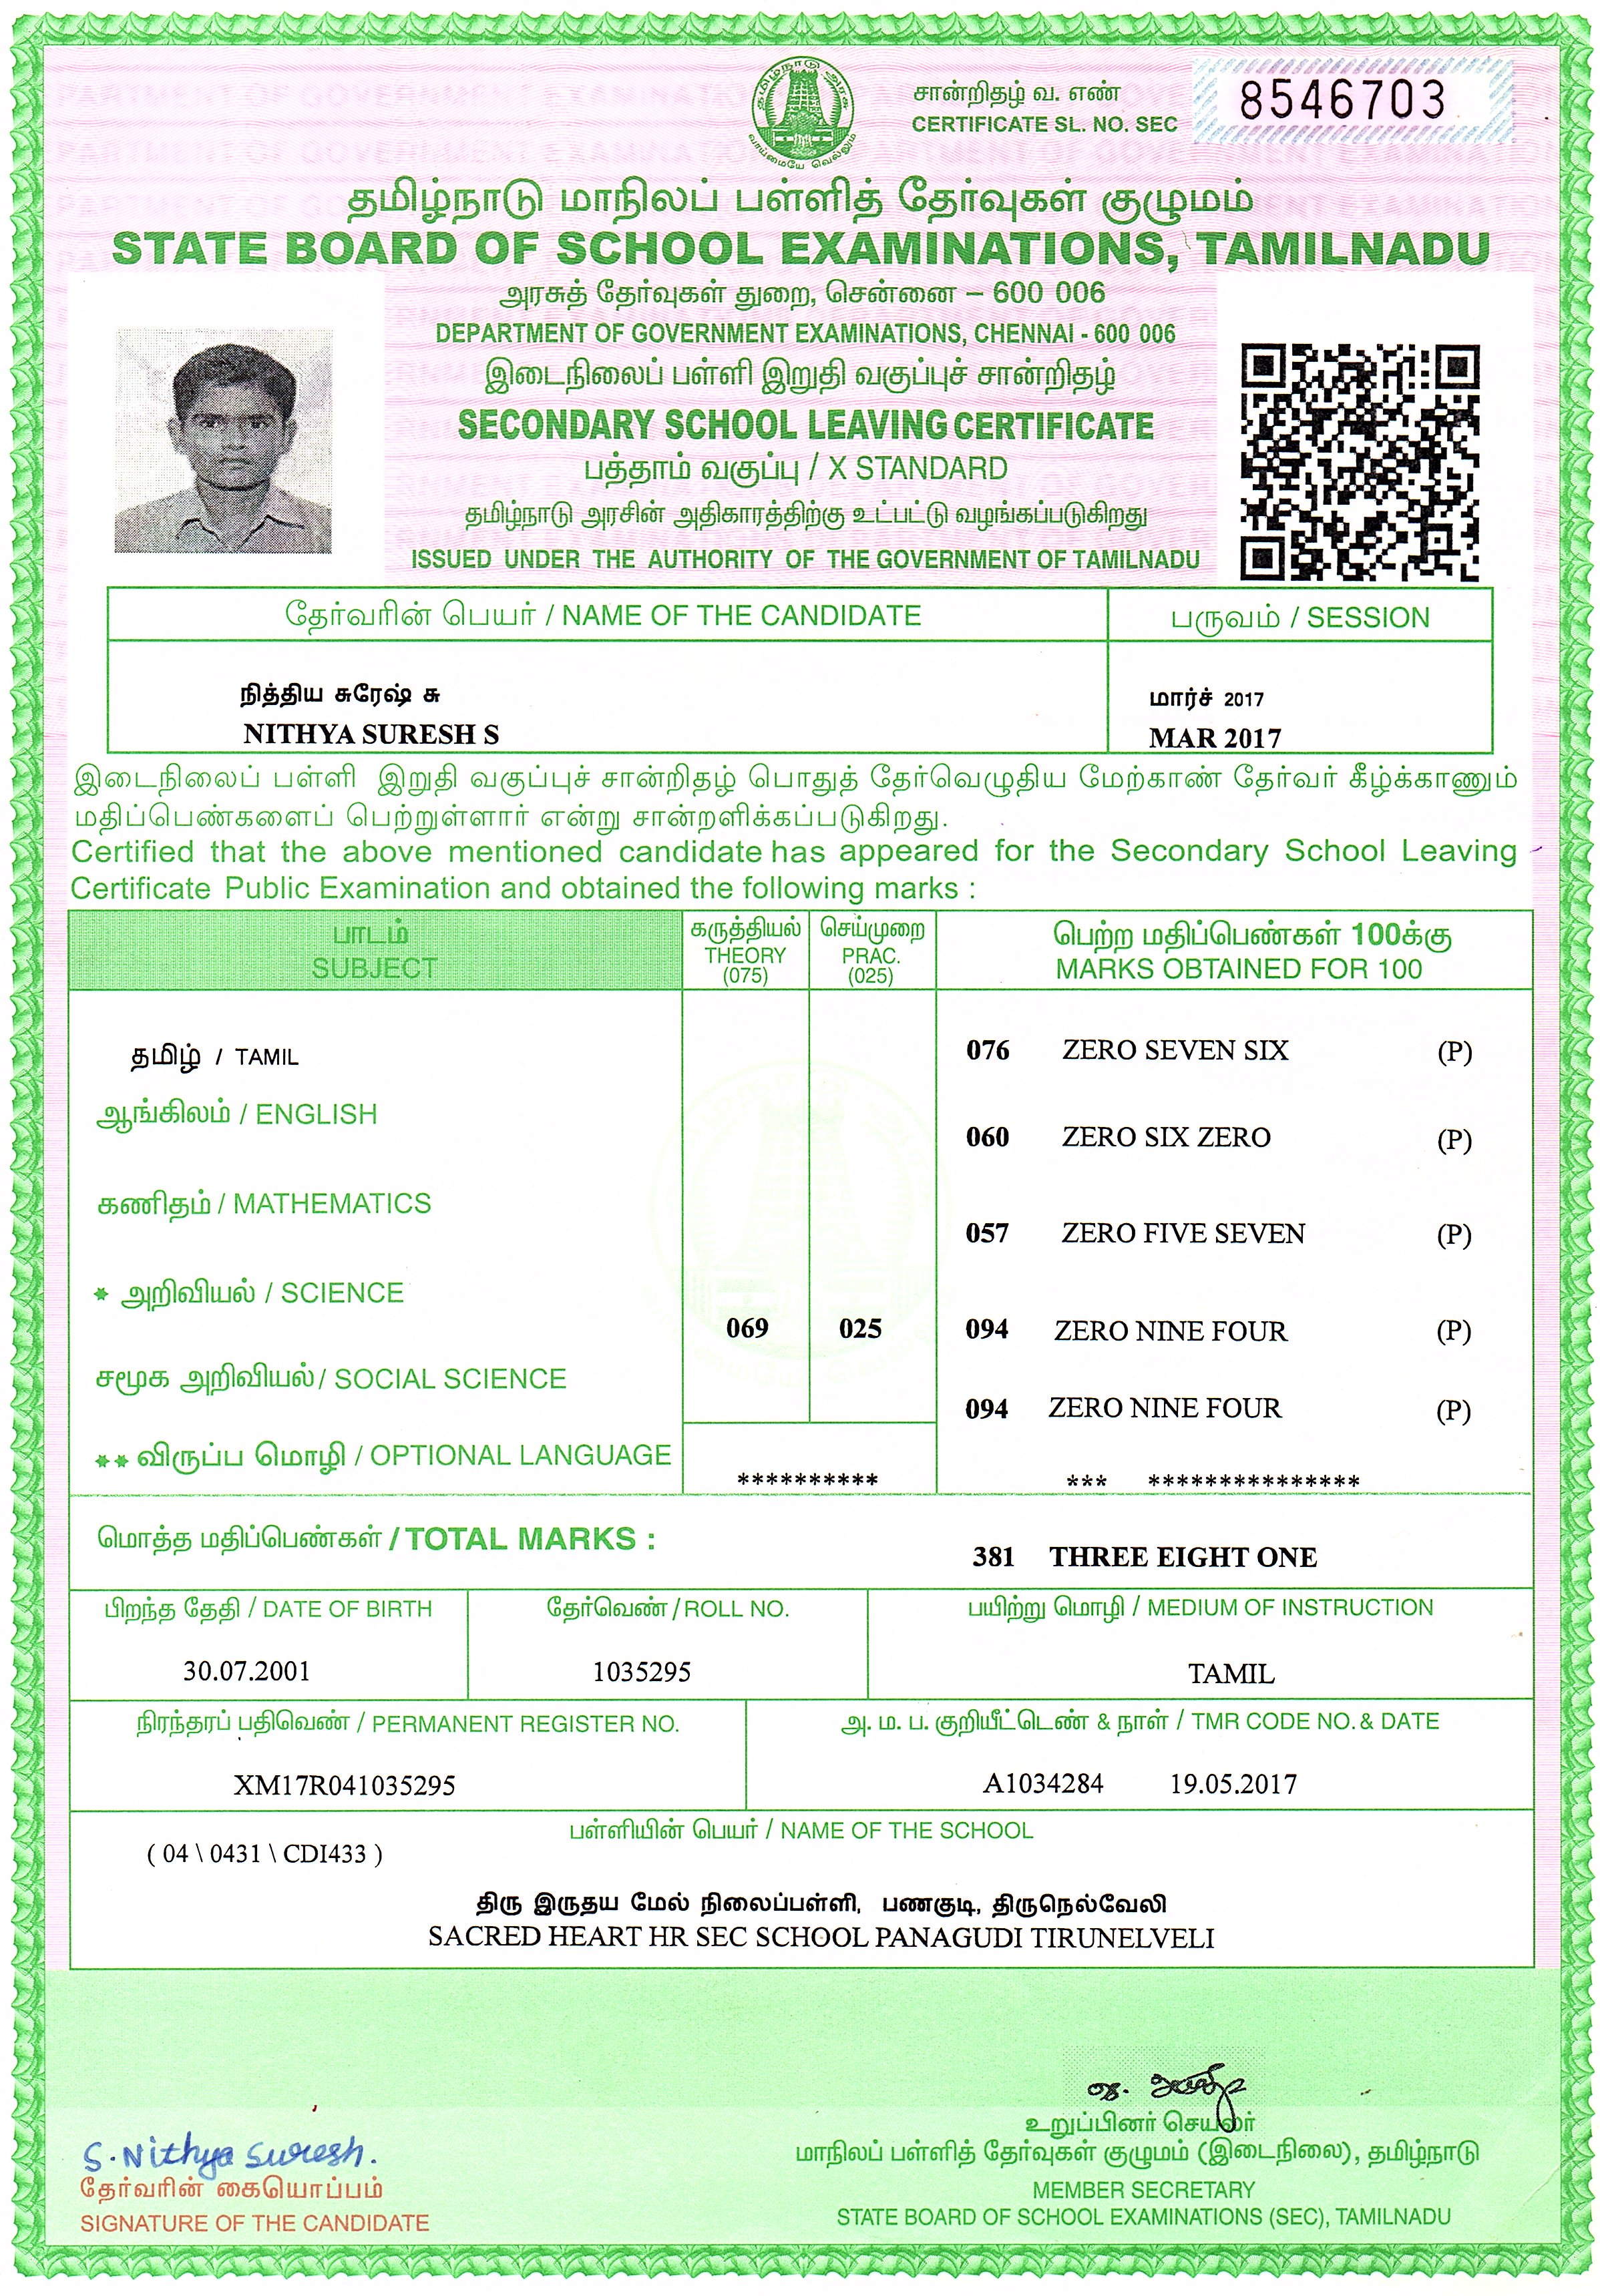 தமிழ்நாடு அரசு
வாய்மையே வெல்லும்
சான்றிதழ் வ. எண்
CERTIFICATE SL. NO. SEC
8546703
தமிழ்நாடு மாநிலப் பள்ளித் தேர்வுகள் குழுமம்
STATE BOARD OF SCHOOL EXAMINATIONS, TAMILNADU
அரசுத் தேர்வுகள் துறை, சென்னை – 600 006
DEPARTMENT OF GOVERNMENT EXAMINATIONS, CHENNAI - 600 006
இடைநிலைப் பள்ளி இறுதி வகுப்புச் சான்றிதழ்
SECONDARY SCHOOL LEAVING CERTIFICATE
பத்தாம் வகுப்பு / X STANDARD
தமிழ்நாடு அரசின் அதிகாரத்திற்கு உட்பட்டு வழங்கப்படுகிறது
ISSUED UNDER THE AUTHORITY OF THE GOVERNMENT OF TAMILNADU
தேர்வரின் பெயர் / NAME OF THE CANDIDATE பருவம் / SESSION
நித்திய சுரேஷ் சு மார்ச் 2017
NITHYA SURESH S MAR 2017
இடைநிலைப் பள்ளி இறுதி வகுப்புச் சான்றிதழ் பொதுத் தேர்வெழுதிய மேற்காண் தேர்வர் கீழ்க்காணும்
மதிப்பெண்களைப் பெற்றுள்ளார் என்று சான்றளிக்கப்படுகிறது.
Certified that the above mentioned candidate has appeared for the Secondary School Leaving
Certificate Public Examination and obtained the following marks :
பாடம் கருத்தியல் செய்முறை பெற்ற மதிப்பெண்கள் 100க்கு
SUBJECT THEORY PRAC. MARKS OBTAINED FOR 100
(075) (025)
தமிழ் / TAMIL 076 ZERO SEVEN SIX (P)
ஆங்கிலம் / ENGLISH 060 ZERO SIX ZERO (P)
கணிதம் / MATHEMATICS 057 ZERO FIVE SEVEN (P)
* அறிவியல் / SCIENCE 069 025 094 ZERO NINE FOUR (P)
சமூக அறிவியல் / SOCIAL SCIENCE 094 ZERO NINE FOUR (P)
** விருப்ப மொழி / OPTIONAL LANGUAGE ********** *** ***************
மொத்த மதிப்பெண்கள் / TOTAL MARKS : 381 THREE EIGHT ONE
பிறந்த தேதி / DATE OF BIRTH தேர்வெண் / ROLL NO. பயிற்று மொழி / MEDIUM OF INSTRUCTION
30.07.2001 1035295 TAMIL
நிரந்தரப் பதிவெண் / PERMANENT REGISTER NO. அ. ம. ப. குறியீட்டெண் & நாள் / TMR CODE NO. & DATE
XM17R041035295 A1034284 19.05.2017
பள்ளியின் பெயர் / NAME OF THE SCHOOL
( 04 \ 0431 \ CDI433 )
திரு இருதய மேல் நிலைப்பள்ளி, பணகுடி, திருநெல்வேலி
SACRED HEART HR SEC SCHOOL PANAGUDI TIRUNELVELI
உறுப்பினர் செயலர்
மாநிலப் பள்ளித் தேர்வுகள் குழுமம் (இடைநிலை), தமிழ்நாடு
MEMBER SECRETARY
STATE BOARD OF SCHOOL EXAMINATIONS (SEC), TAMILNADU
S. Nithya Suresh.
தேர்வரின் கையொப்பம்
SIGNATURE OF THE CANDIDATE